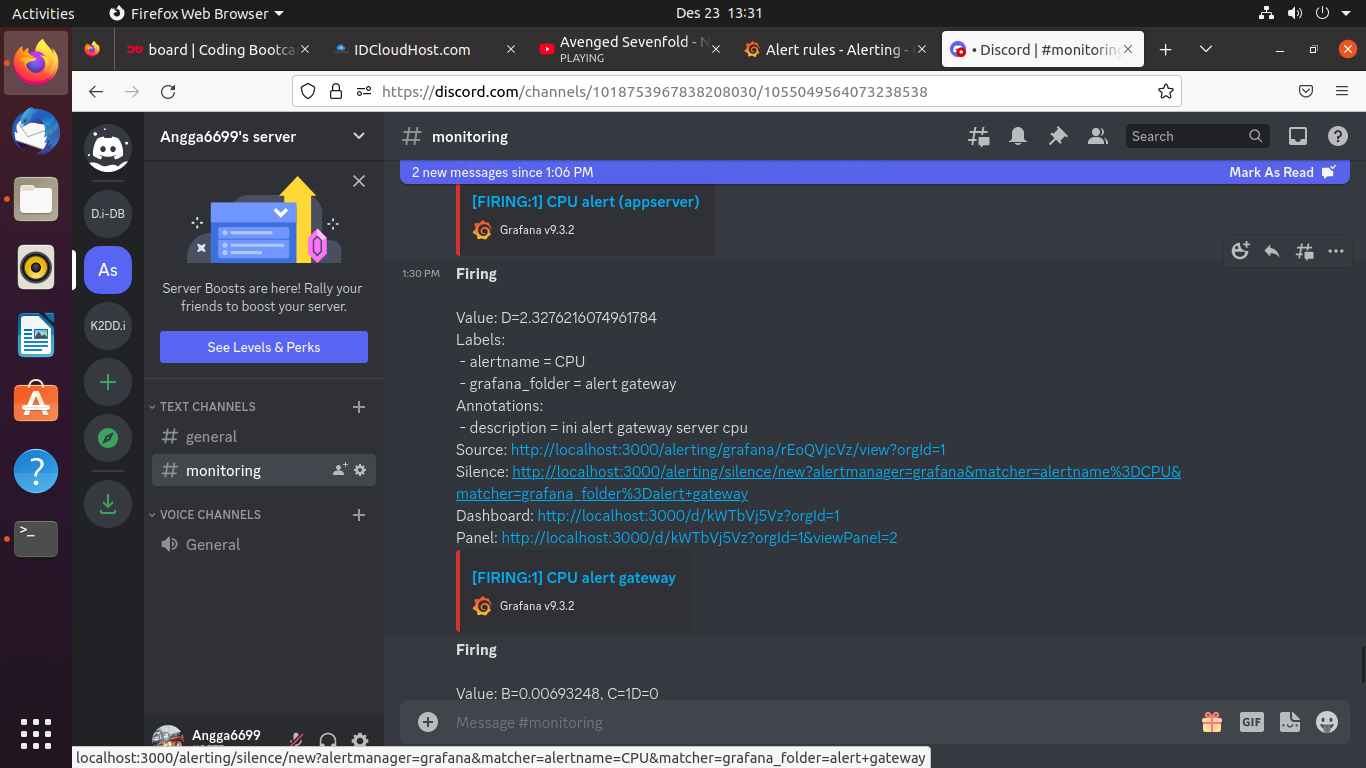 Activities
Firefox Web Browser
Des 23 13:31
board | Coding Bootca
IDCloudHost.com
Avenged Sevenfold - N
PLAYING
Alert rules - Alerting -
• Discord | #monitorin
https://discord.com/channels/1018753967838208030/1055049564073238538
Angga6699's server
monitoring
Search
2 new messages since 1:06 PM
Mark As Read
D.i-DB
As
K2DD.i
Server Boosts are here! Rally your
friends to boost your server.
See Levels & Perks
TEXT CHANNELS
general
monitoring
VOICE CHANNELS
General
[FIRING:1] CPU alert (appserver)
Grafana v9.3.2
1:30 PM
Firing
Value: D=2.3276216074961784
Labels:
- alertname = CPU
- grafana_folder = alert gateway
Annotations:
- description = ini alert gateway server cpu
Source: http://localhost:3000/alerting/grafana/rEoQVjcVz/view?orgId=1
Silence: http://localhost:3000/alerting/silence/new?alertmanager=grafana&matcher=alertname%3DCPU&
matcher=grafana_folder%3Dalert+gateway
Dashboard: http://localhost:3000/d/kWTbVj5Vz?orgId=1
Panel: http://localhost:3000/d/kWTbVj5Vz?orgId=1&viewPanel=2
[FIRING:1] CPU alert gateway
Grafana v9.3.2
Firing
Value: B=0.00693248, C=1D=0
Message #monitoring
GIF
Angga6699
localhost:3000/alerting/silence/new?alertmanager=grafana&matcher=alertname=CPU&matcher=grafana_folder=alert+gateway